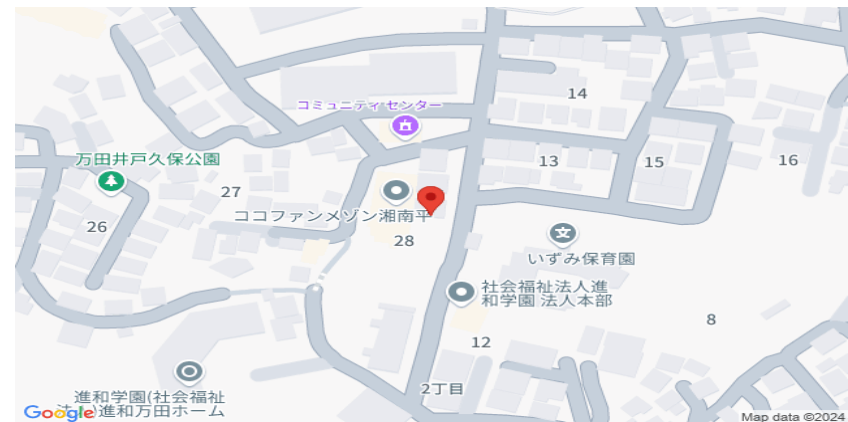 14
コミュニティ センター
13
15
16
万田井戸久保公園
27
26
ココファンメゾン湘南平
28
いずみ保育園
社会福祉法人進
和学園 法人本部
8
12
2丁目
進和学園(社会福祉
法人)進和万田ホーム
Google
Map data ©2024